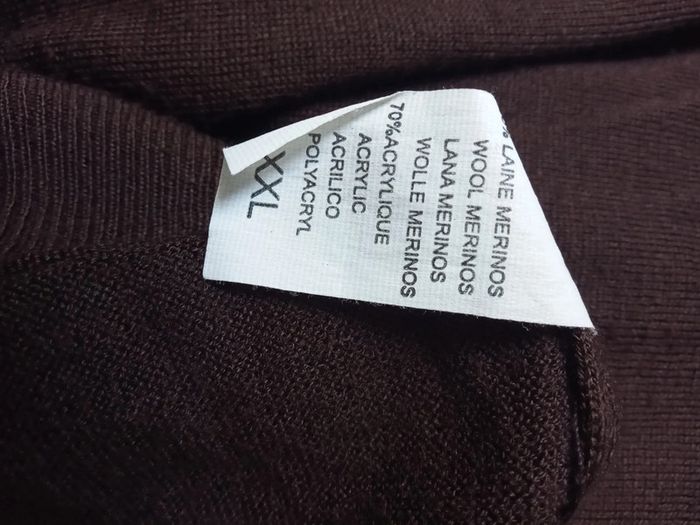 % LAINE MERINOS
WOOL MERINOS
LANA MERINOS
WOLLE MERINOS
70%ACRYLIQUE
ACRYLIC
ACRILICO
POLYACRYL
XXL